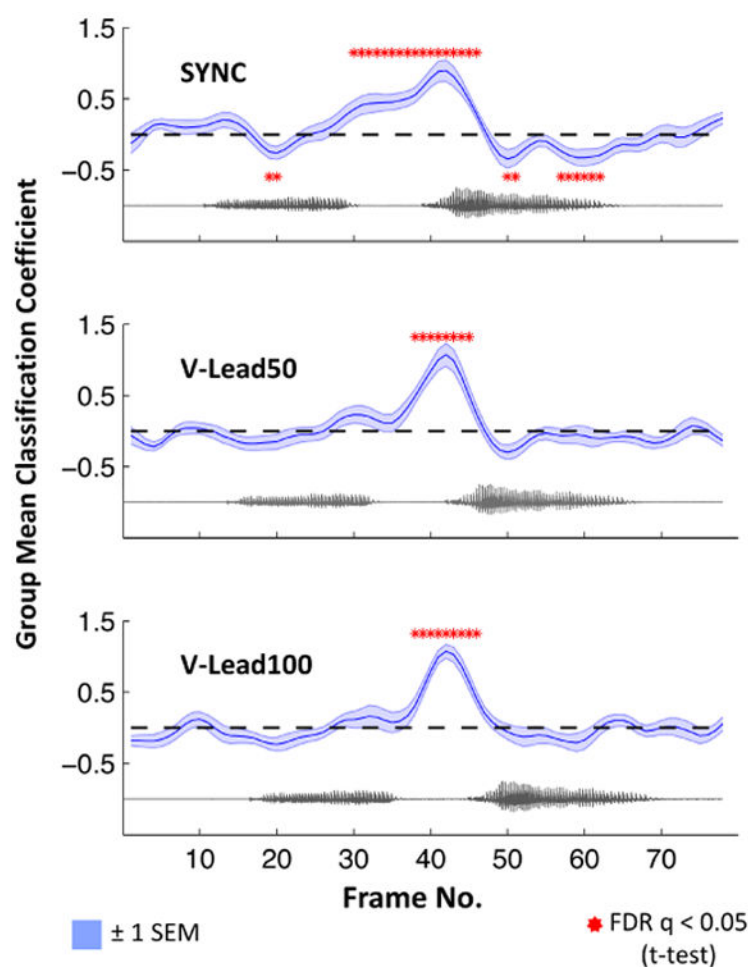 1.5
SYNC
0.5
−0.5
1.5
V-Lead50
0.5
−0.5
Group Mean Classification Coefficient
1.5
V-Lead100
0.5
−0.5
10 20 30 40 50 60 70
Frame No.
± 1 SEM
FDR q < 0.05
(t-test)